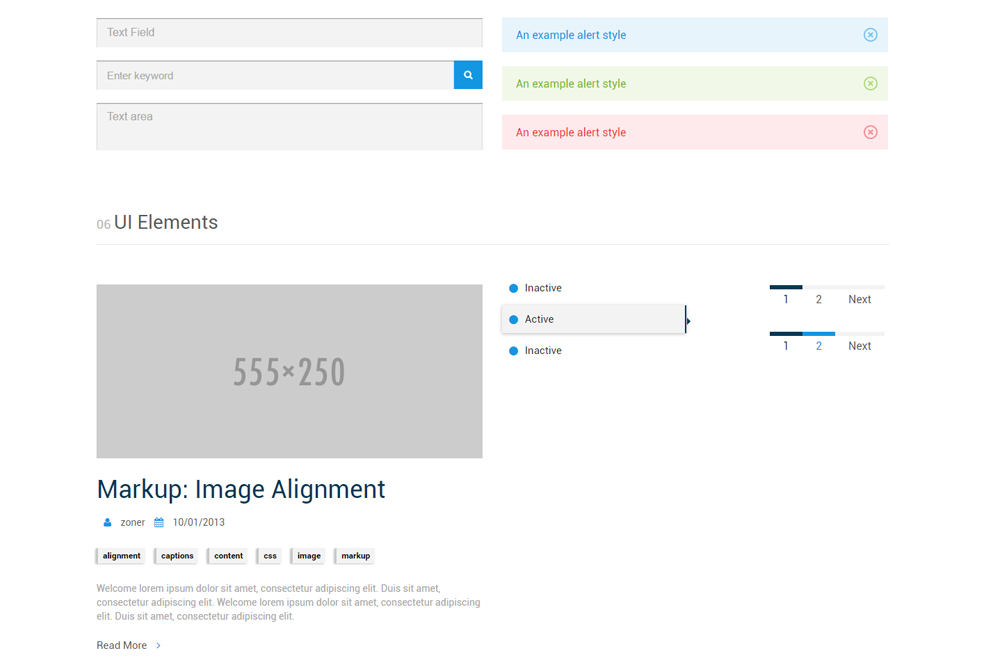 Text Field
Enter keyword
Text area
An example alert style
An example alert style
An example alert style
06 UI Elements
555×250
Markup: Image Alignment
zoner 10/01/2013
alignment captions content css image markup
Welcome lorem ipsum dolor sit amet, consectetur adipiscing elit. Duis sit amet,
consectetur adipiscing elit. Welcome lorem ipsum dolor sit amet, consectetur adipiscing
elit. Duis sit amet, consectetur adipiscing elit.
Read More
Inactive
Active
Inactive
1 2 Next
1 2 Next